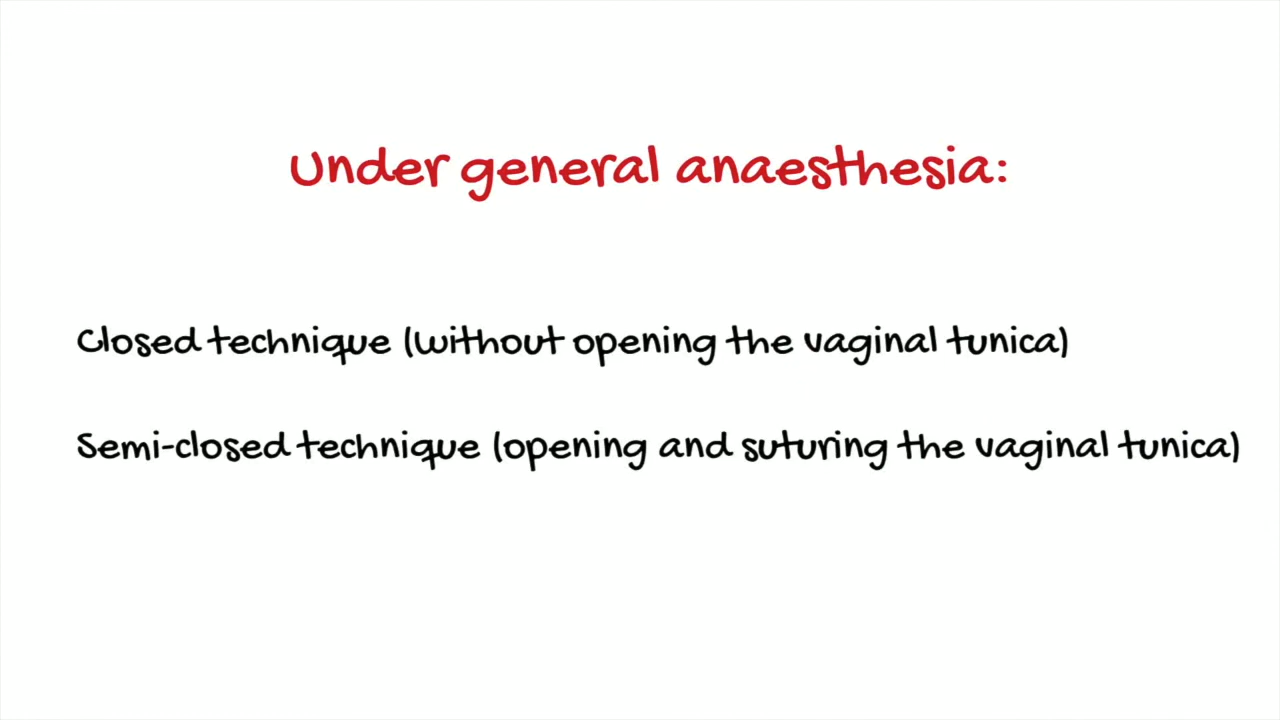 Under general anaesthesia:
Closed technique (without opening the vaginal tunica)
Semi-closed technique (opening and suturing the vaginal tunica)